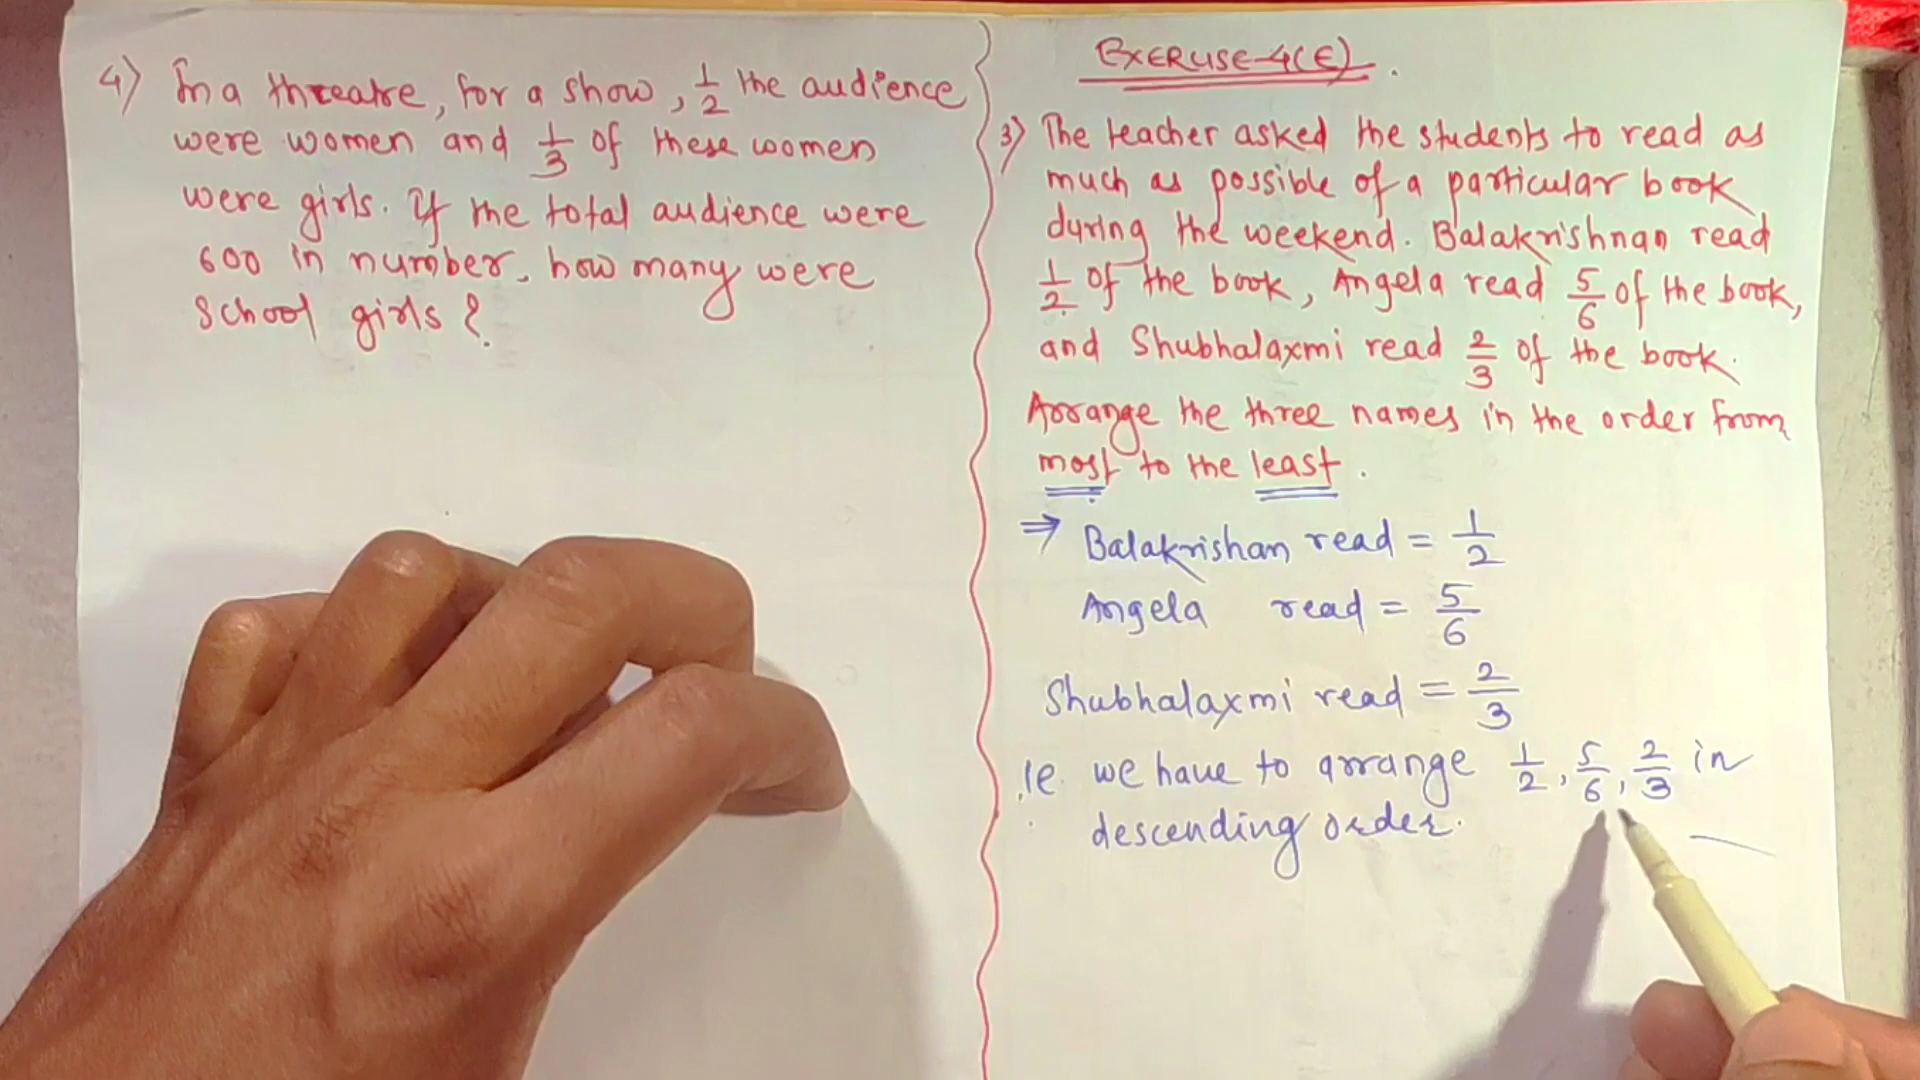 4) In a threatre, for a show, 1/2 the audience
were women and 1/3 of these women
were girls. If the total audience were
600 in number, how many were
School girls?
EXERCISE-4(E).
3) The teacher asked the students to read as
much as possible of a particular book
during the weekend. Balakrishnan read
1/2 of the book, Angela read 5/6 of the book,
and Shubhalaxmi read 2/3 of the book.
Arrange the three names in the order from
most to the least.
⇒ Balakrishan read = 1/2
Angela read = 5/6
Shubhalaxmi read = 2/3
ie. we have to arrange 1/2, 5/6, 2/3 in
descending order.